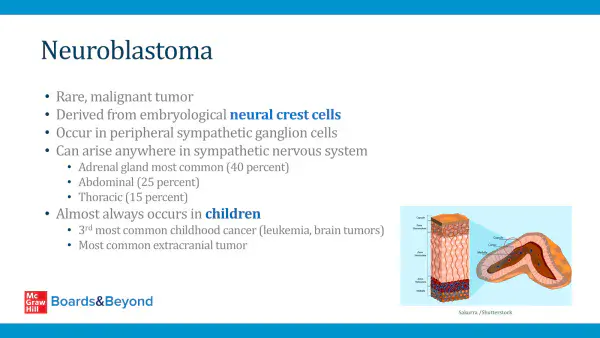 Neuroblastoma
• Rare, malignant tumor
• Derived from embryological neural crest cells
• Occur in peripheral sympathetic ganglion cells
• Can arise anywhere in sympathetic nervous system
• Adrenal gland most common (40 percent)
• Abdominal (25 percent)
• Thoracic (15 percent)
• Almost always occurs in children
• 3rd most common childhood cancer (leukemia, brain tumors)
• Most common extracranial tumor
Mc
Graw
Hill
Boards&Beyond